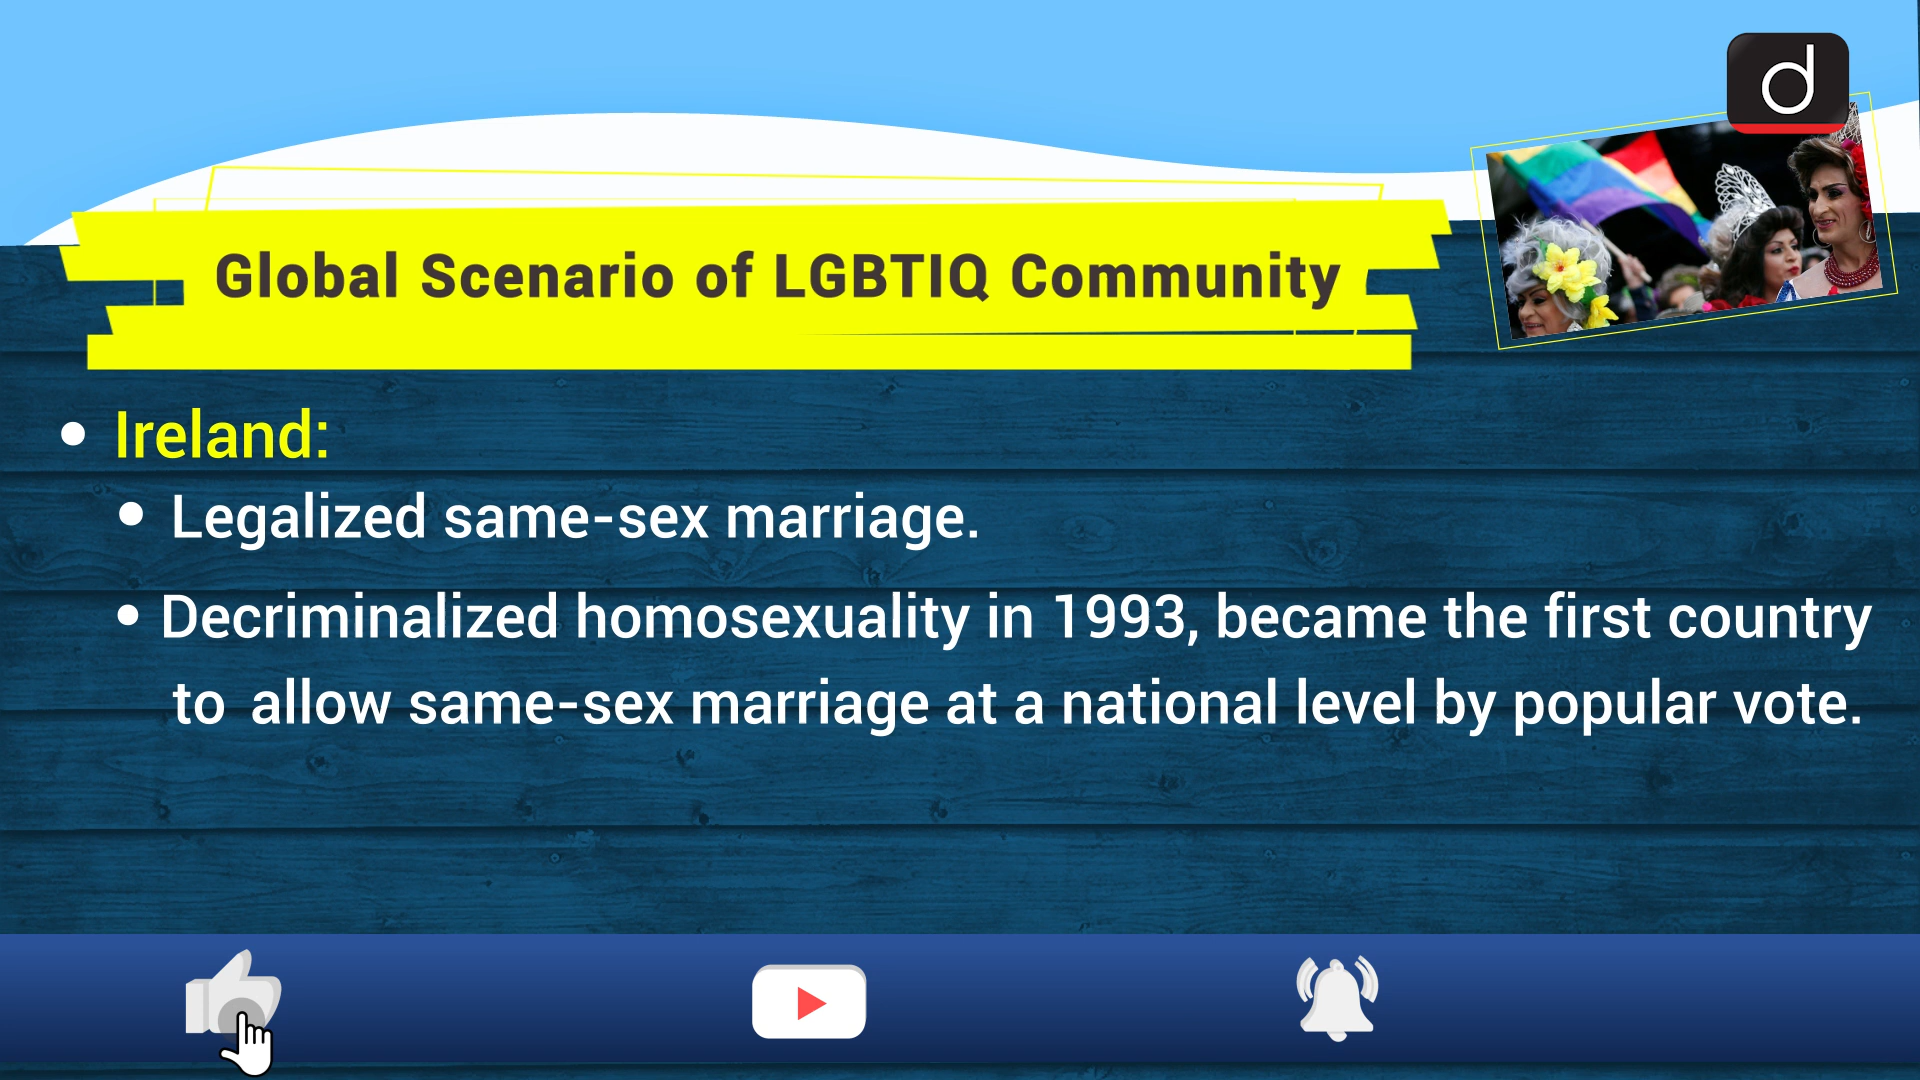 d
Global Scenario of LGBTIQ Community
• Ireland:
• Legalized same-sex marriage.
• Decriminalized homosexuality in 1993, became the first country
to allow same-sex marriage at a national level by popular vote.